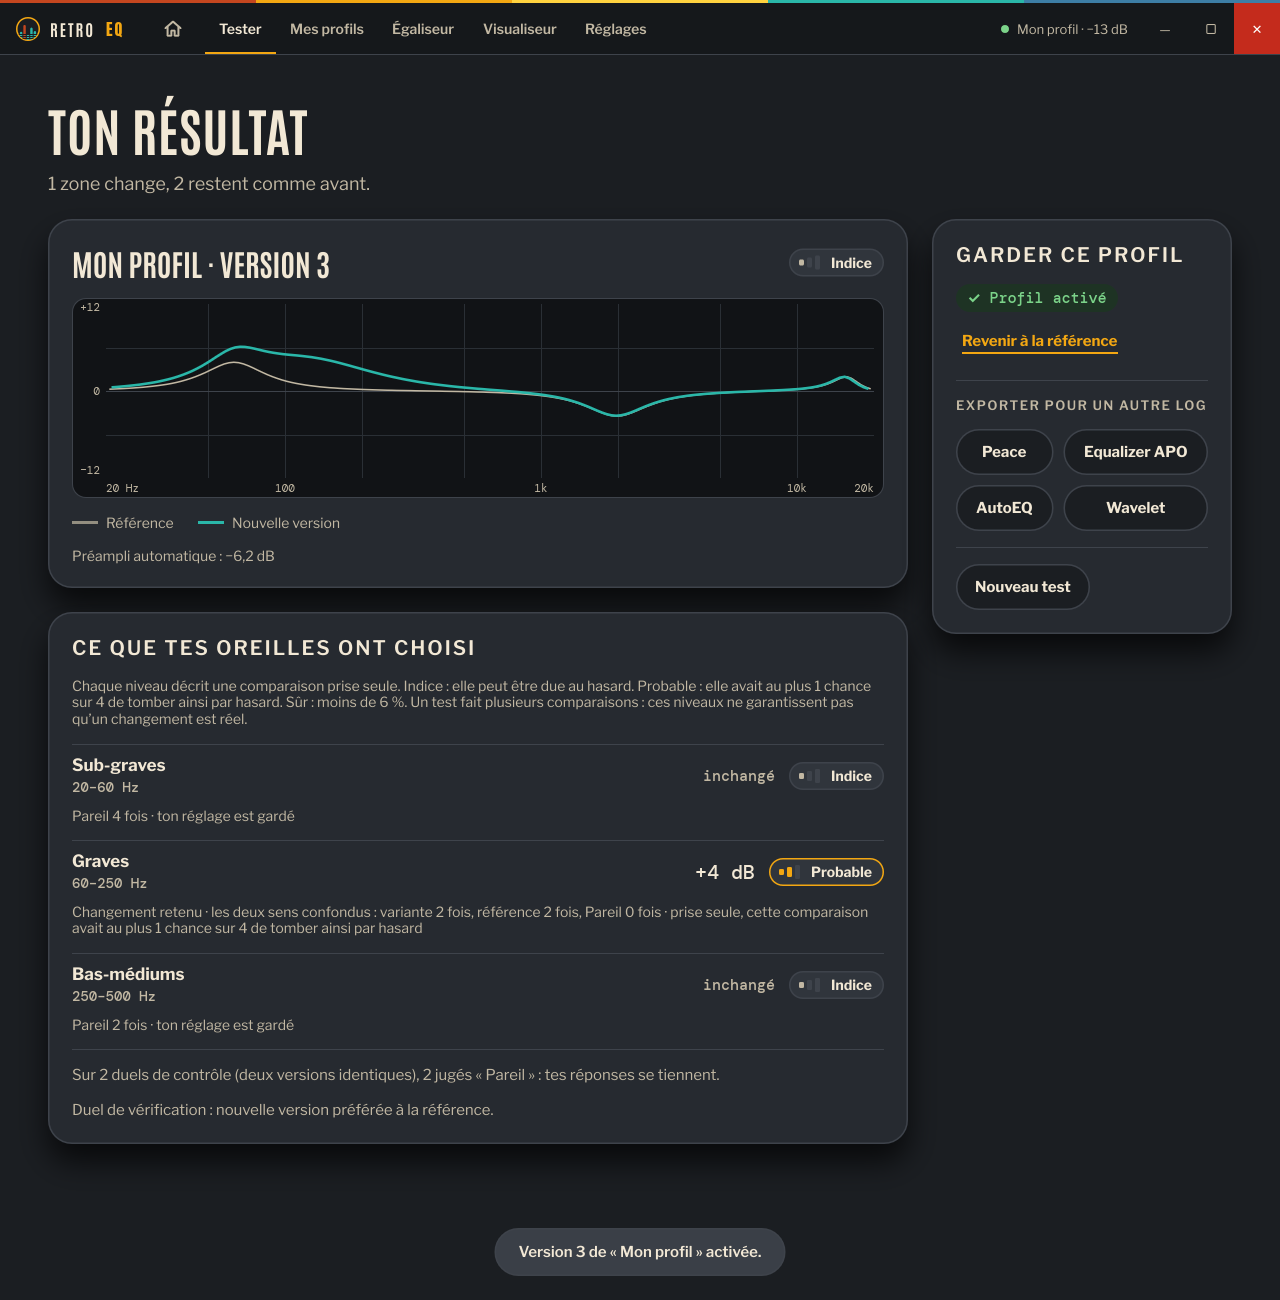 RETRO EQ
Tester
Mes profils
Égaliseur
Visualiseur
Réglages
Mon profil · −13 dB
TON RÉSULTAT
1 zone change, 2 restent comme avant.
MON PROFIL · VERSION 3
Indice
+12
0
−12
20 Hz
100
1k
10k
20k
Référence
Nouvelle version
Préampli automatique : −6,2 dB
GARDER CE PROFIL
✓ Profil activé
Revenir à la référence
EXPORTER POUR UN AUTRE LOG
Peace
Equalizer APO
AutoEQ
Wavelet
Nouveau test
CE QUE TES OREILLES ONT CHOISI
Chaque niveau décrit une comparaison prise seule. Indice : elle peut être due au hasard. Probable : elle avait au plus 1 chance
sur 4 de tomber ainsi par hasard. Sûr : moins de 6 %. Un test fait plusieurs comparaisons : ces niveaux ne garantissent pas
qu’un changement est réel.
Sub-graves
20–60 Hz
inchangé
Indice
Pareil 4 fois · ton réglage est gardé
Graves
60–250 Hz
+4 dB
Probable
Changement retenu · les deux sens confondus : variante 2 fois, référence 2 fois, Pareil 0 fois · prise seule, cette comparaison
avait au plus 1 chance sur 4 de tomber ainsi par hasard
Bas-médiums
250–500 Hz
inchangé
Indice
Pareil 2 fois · ton réglage est gardé
Sur 2 duels de contrôle (deux versions identiques), 2 jugés « Pareil » : tes réponses se tiennent.
Duel de vérification : nouvelle version préférée à la référence.
Version 3 de « Mon profil » activée.